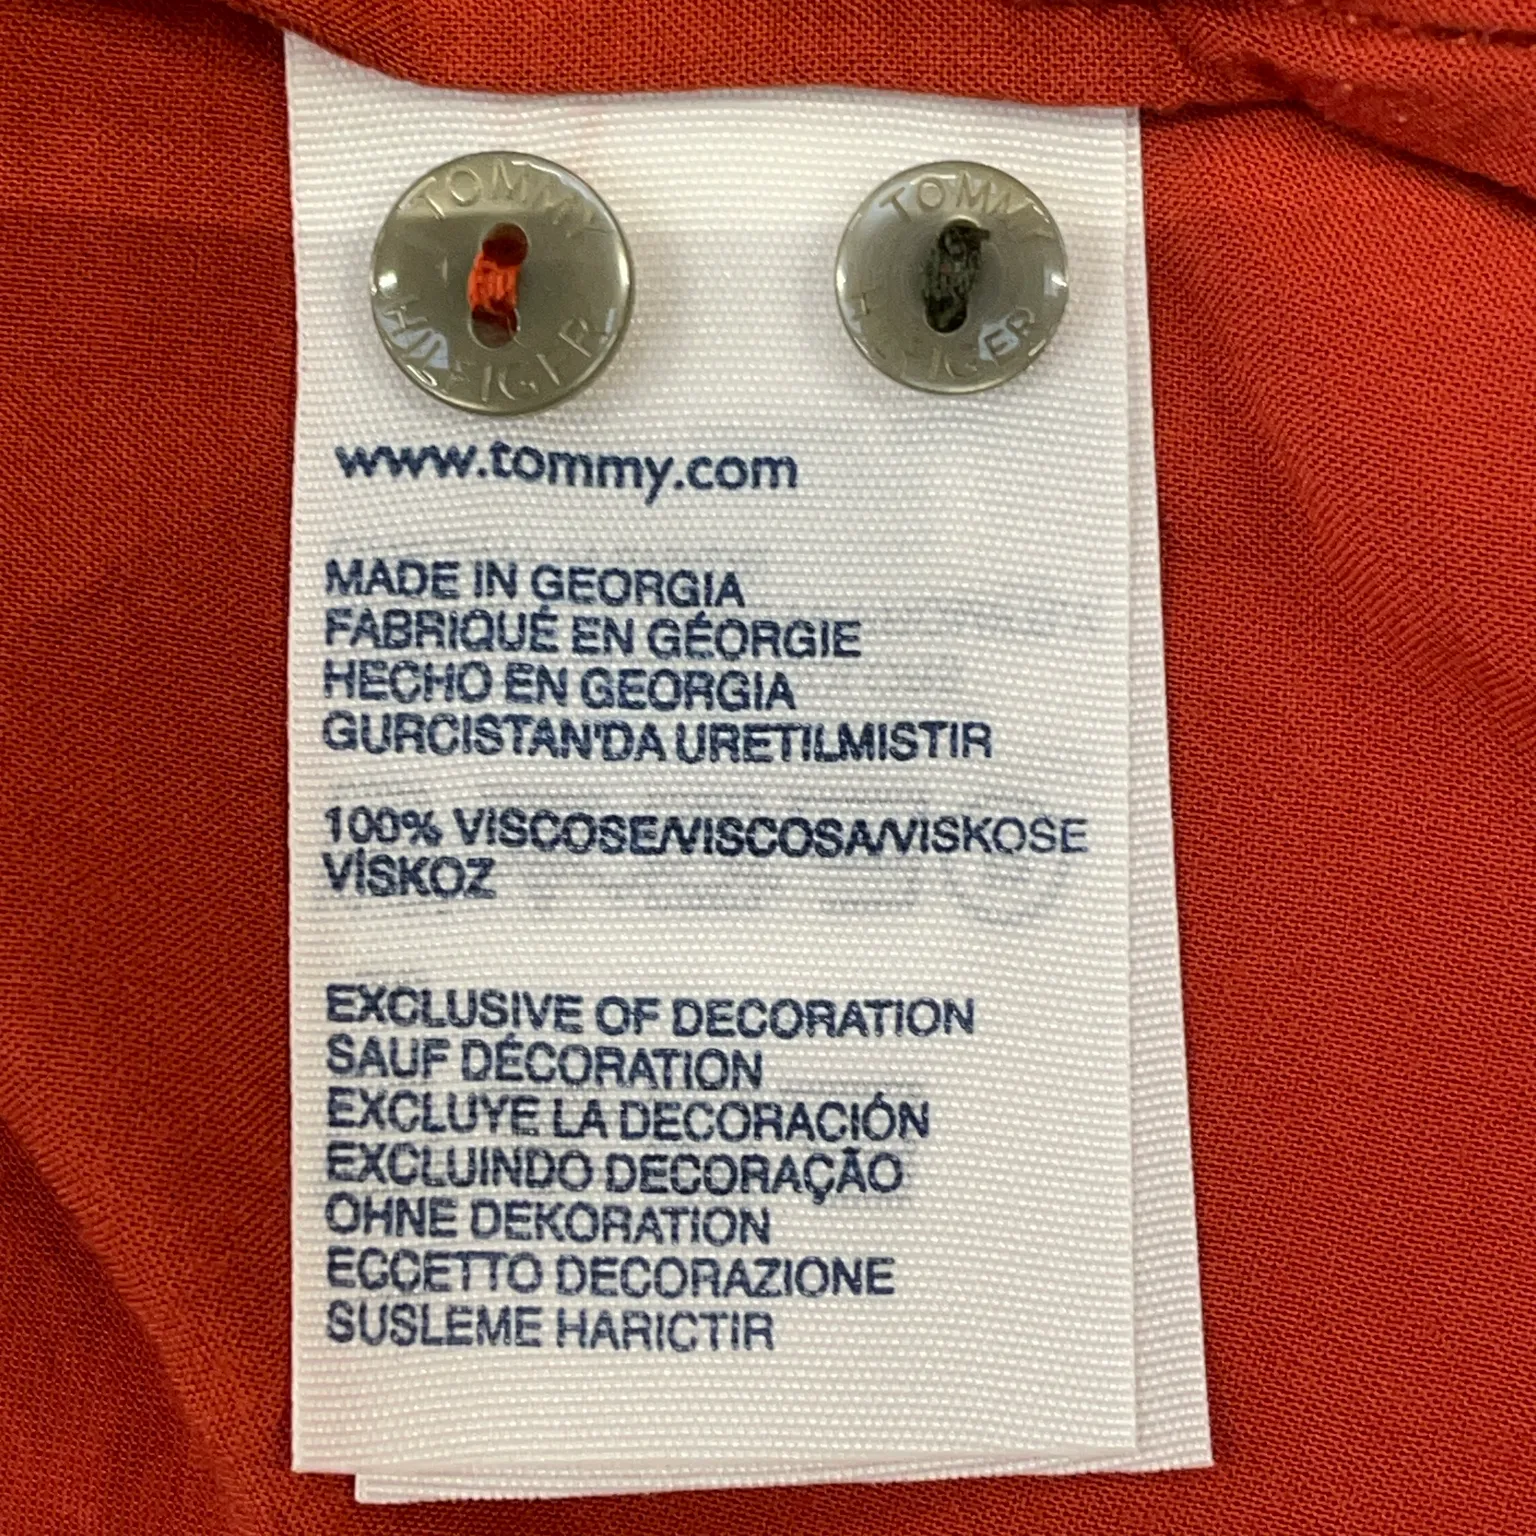 TOMMY
HILFIGER
TOMMY
HILFIGER
www.tommy.com
MADE IN GEORGIA
FABRIQUÉ EN GÉORGIE
HECHO EN GEORGIA
GURCISTAN'DA URETILMISTIR
100% VISCOSE/VISCOSA/VISKOSE
VİSKOZ
EXCLUSIVE OF DECORATION
SAUF DÉCORATION
EXCLUYE LA DECORACIÓN
EXCLUINDO DECORAÇÃO
OHNE DEKORATION
ECCETTO DECORAZIONE
SUSLEME HARICTIR